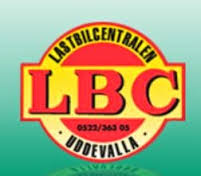 LASTBILCENTRALEN
LBC
0522/363 05
• UDDEVALLA •